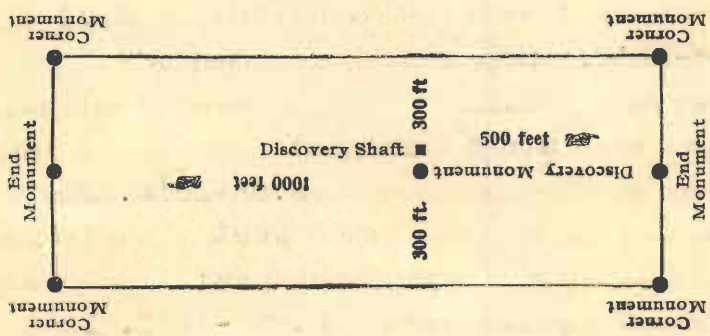 Corner
Monument
Corner
Monument
End
Monument
300 ft
500 feet
Discovery Shaft
Discovery Monument
1000 feet
300 ft.
End
Monument
Corner
Monument
Corner
Monument